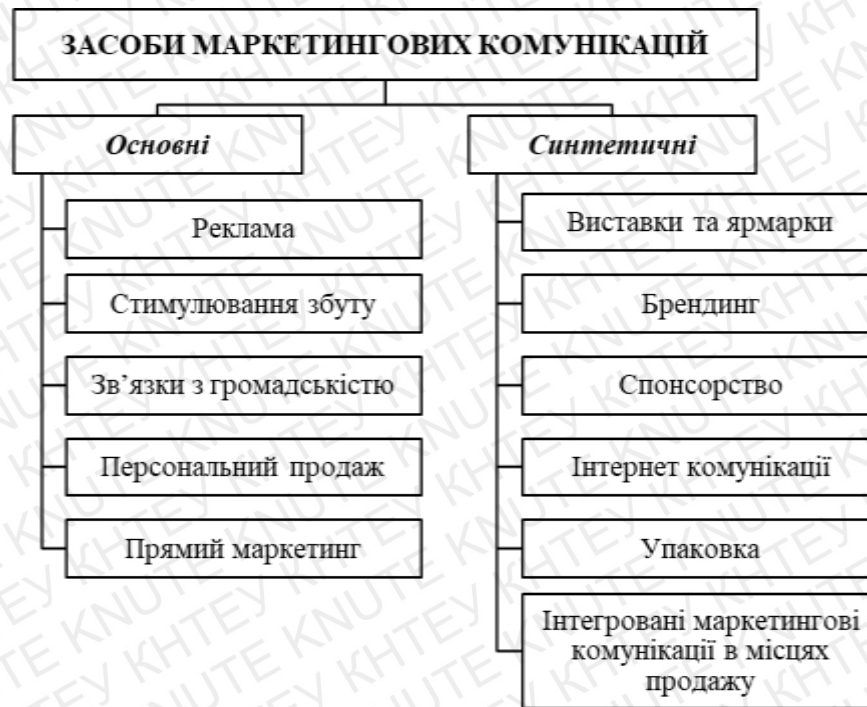 ЗАСОБИ МАРКЕТИНГОВИХ КОМУНІКАЦІЙ
Основні
Реклама
Стимулювання збуту
Зв’язки з громадськістю
Персональний продаж
Прямий маркетинг
Синтетичні
Виставки та ярмарки
Брендинг
Спонсорство
Інтернет комунікації
Упаковка
Інтегровані маркетингові
комунікації в місцях
продажу